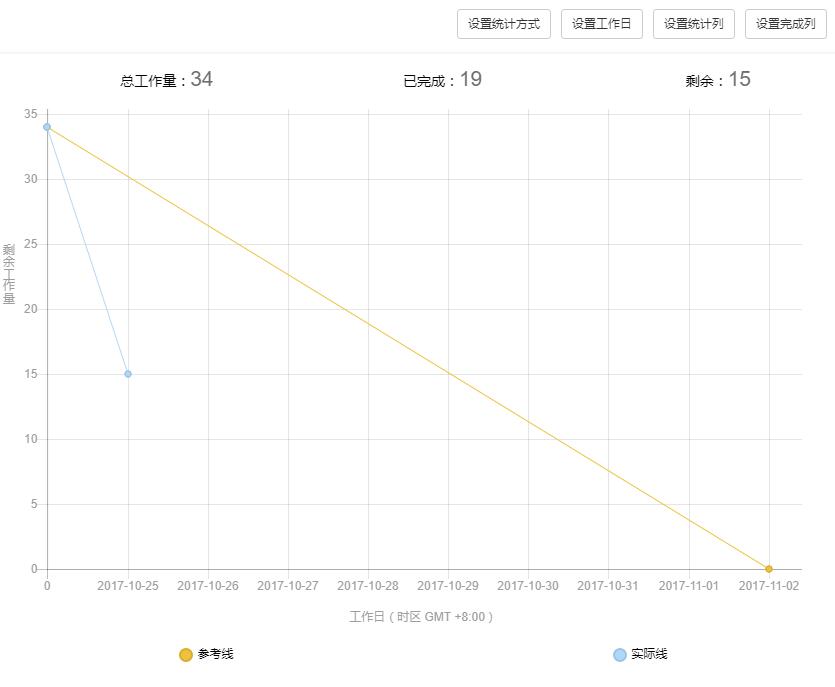 设置统计方式 设置工作日 设置统计列 设置完成列
总工作量：34 已完成：19 剩余：15
35
30
25
20
15
10
5
0
剩余工作量
0 2017-10-25 2017-10-26 2017-10-27 2017-10-28 2017-10-29 2017-10-30 2017-10-31 2017-11-01 2017-11-02
工作日（时区 GMT +8:00）
参考线 实际线